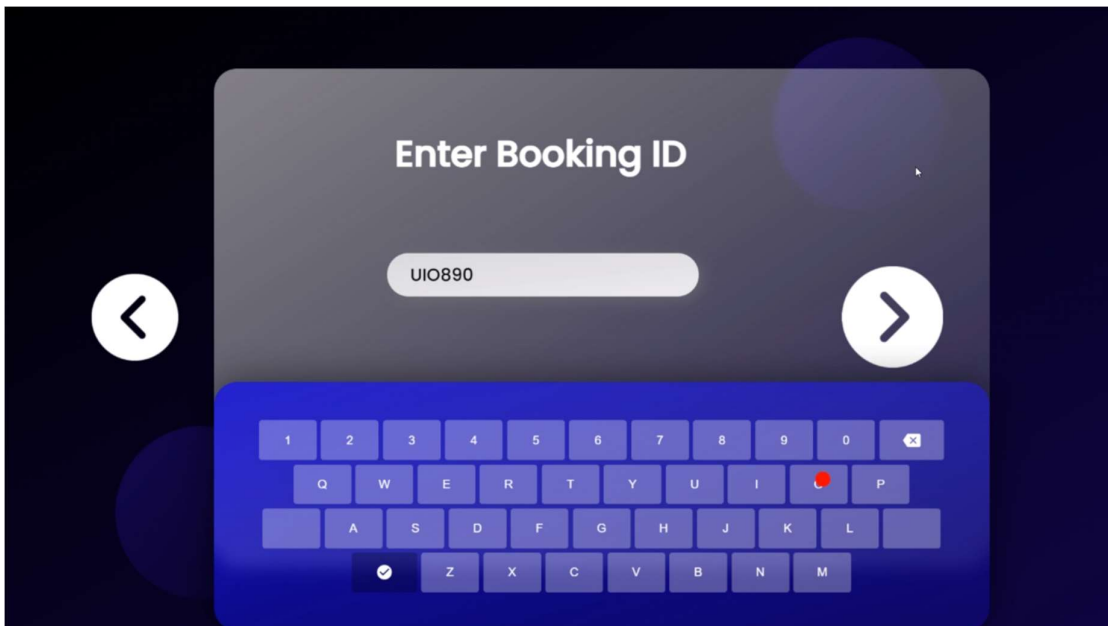 Enter Booking ID
UIO890
1 2 3 4 5 6 7 8 9 0
Q W E R T Y U I O P
A S D F G H J K L
Z X C V B N M